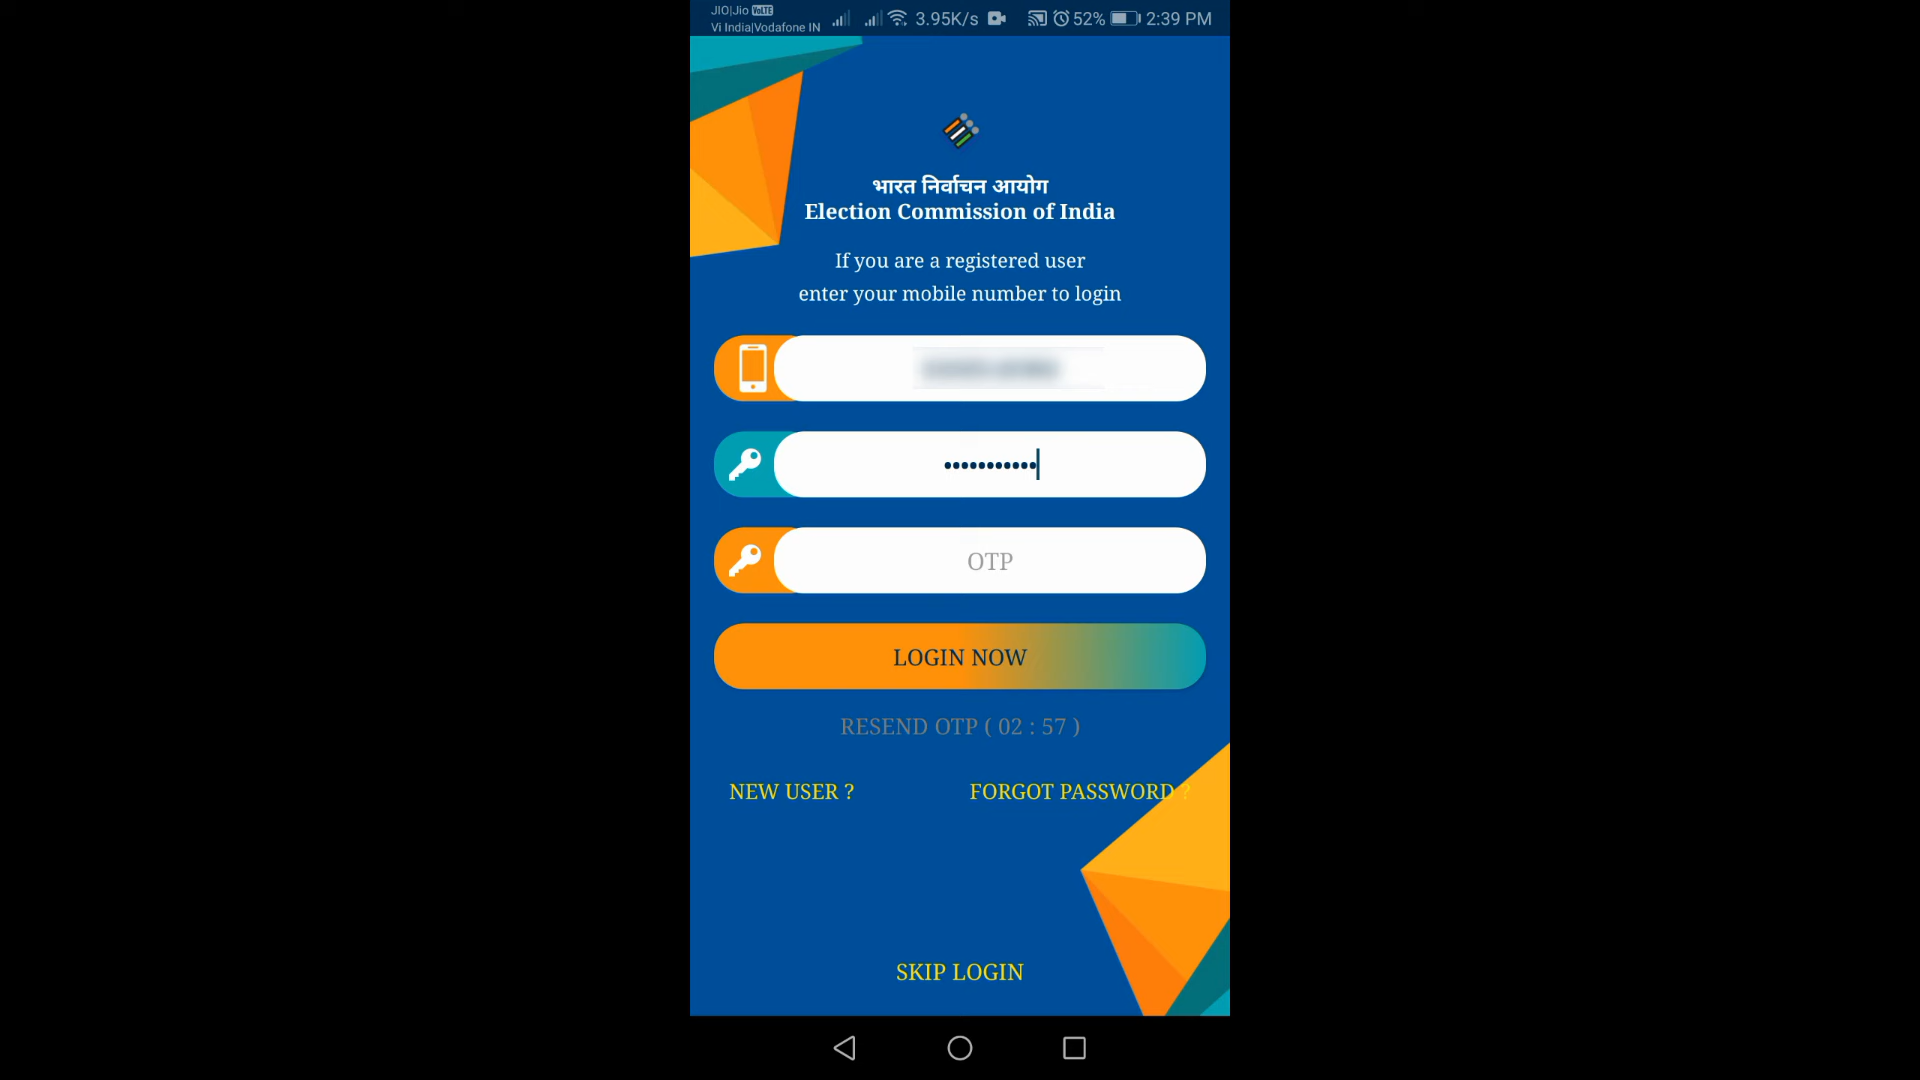 JIO|Jio VoLTE
Vi India|Vodafone IN
3.95K/s
52%
2:39 PM
भारत निर्वाचन आयोग
Election Commission of India
If you are a registered user
enter your mobile number to login
OTP
LOGIN NOW
RESEND OTP ( 02 : 57 )
NEW USER ?
FORGOT PASSWORD ?
SKIP LOGIN